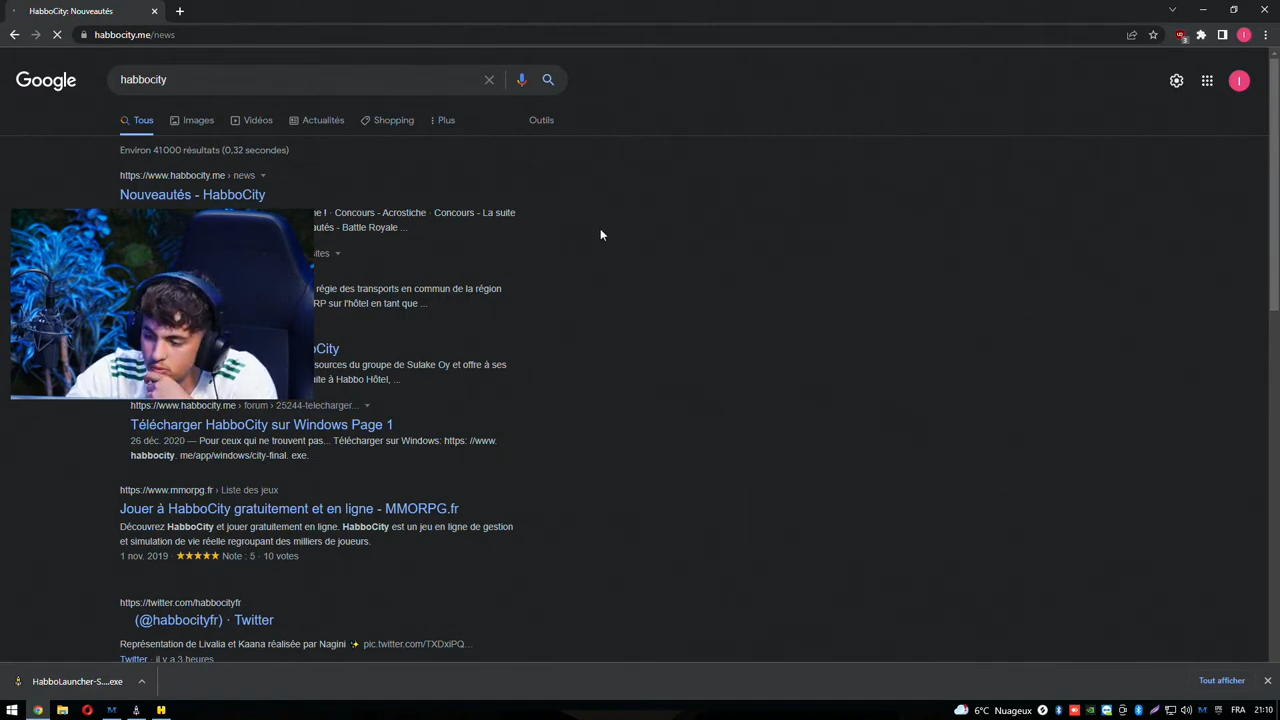 HabboCity: Nouveautés
habbocity.me/news
Google
habbocity
Tous
Images
Vidéos
Actualités
Shopping
Plus
Outils
Environ 41000 résultats (0,32 secondes)
https://www.habbocity.me › news
Nouveautés - HabboCity
ne ! · Concours - Acrostiche · Concours - La suite
autés - Battle Royale ...
sites
régie des transports en commun de la région
RP sur l'hôtel en tant que ...
oCity
sources du groupe de Sulake Oy et offre à ses
uite à Habbo Hôtel, ...
https://www.habbocity.me › forum › 25244-telecharger...
Télécharger HabboCity sur Windows Page 1
26 déc. 2020 — Pour ceux qui ne trouvent pas... Télécharger sur Windows: https: //www.
habbocity. me/app/windows/city-final. exe.
https://www.mmorpg.fr › Liste des jeux
Jouer à HabboCity gratuitement et en ligne - MMORPG.fr
Découvrez HabboCity et jouer gratuitement en ligne. HabboCity est un jeu en ligne de gestion
et simulation de vie réelle regroupant des milliers de joueurs.
1 nov. 2019 · ★★★★★ Note : 5 · 10 votes
https://twitter.com/habbocityfr
(@habbocityfr) · Twitter
Représentation de Livalia et Kaana réalisée par Nagini ✨ pic.twitter.com/TXDxiPQ...
Twitter · il y a 3 heures
HabboLauncher-S....exe
Tout afficher
6°C Nuageux
FRA
21:10